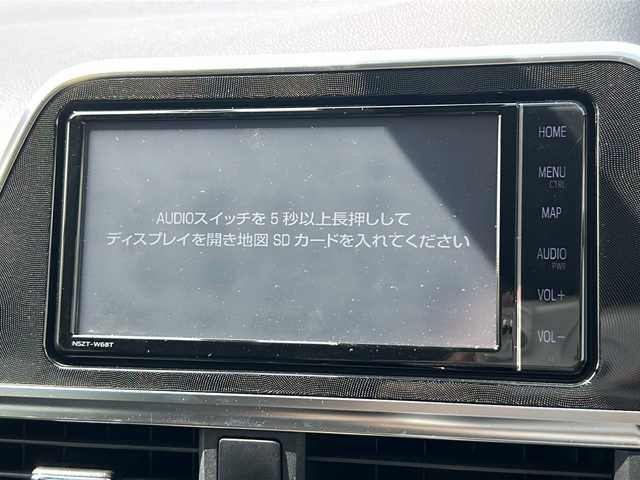 AUDIOスイッチを5秒以上長押しして
ディスプレイを開き地図SDカードを入れてください
NSZT-W68T
HOME
MENU
CTRL
MAP
AUDIO
PWR
VOL+
VOL-